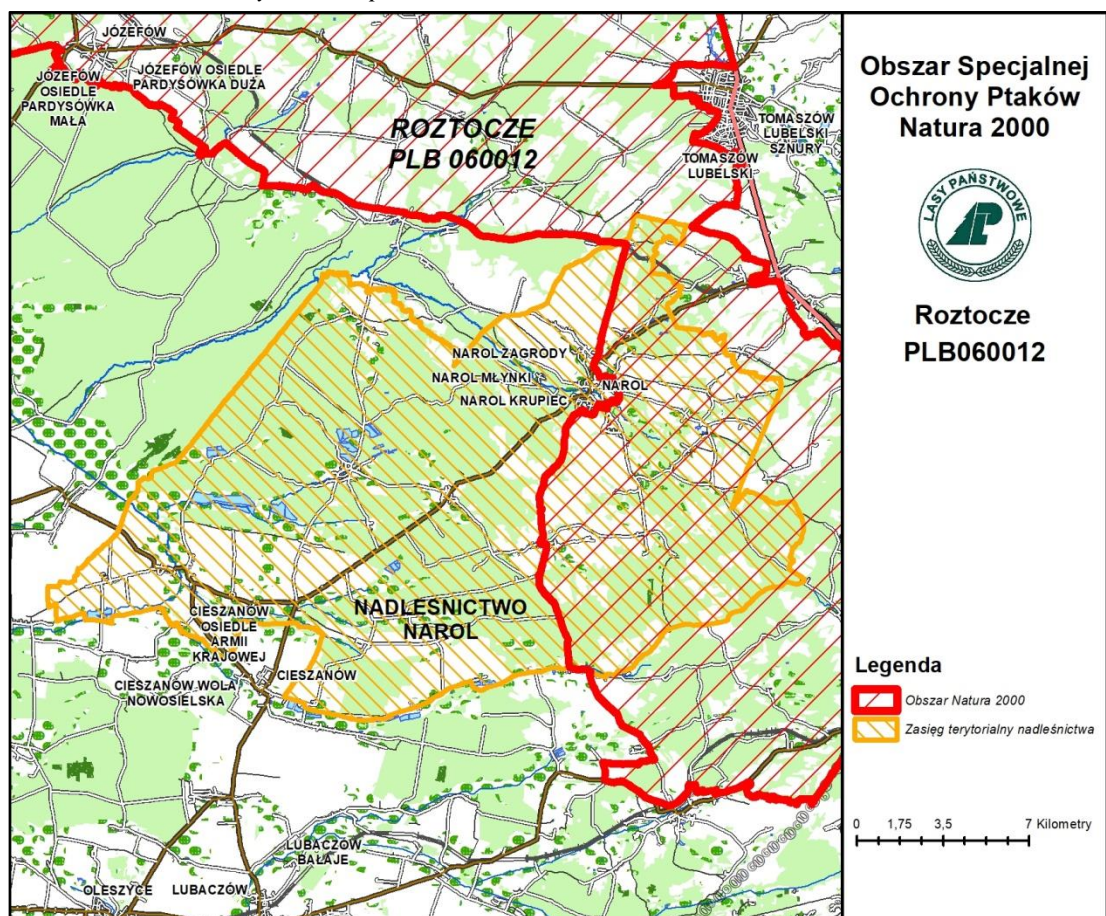 JÓZEFÓW
JÓZEFÓW
OSIEDLE
PARDYSÓWKA
MAŁA
JÓZEFÓW OSIEDLE
PARDYSÓWKA DUŻA
ROZTOCZE
PLB 060012
TOMASZÓW
LUBELSKI
SZNURY
TOMASZÓW
LUBELSKI
NAROL ZAGRODY
NAROL MŁYNKI
NAROL KRUPIEC
NAROL
NADLEŚNICTWO
NAROL
CIESZANÓW
OSIEDLE
ARMII
KRAJOWEJ
CIESZANÓW
CIESZANÓW WOLA
NOWOSIELSKA
LUBACZÓW
BAŁAJE
OLESZYCE
LUBACZÓW
Obszar Specjalnej
Ochrony Ptaków
Natura 2000
LASY PAŃSTWOWE
Roztocze
PLB060012
Legenda
Obszar Natura 2000
Zasięg terytorialny nadleśnictwa
0 1,75 3,5 7 Kilometry